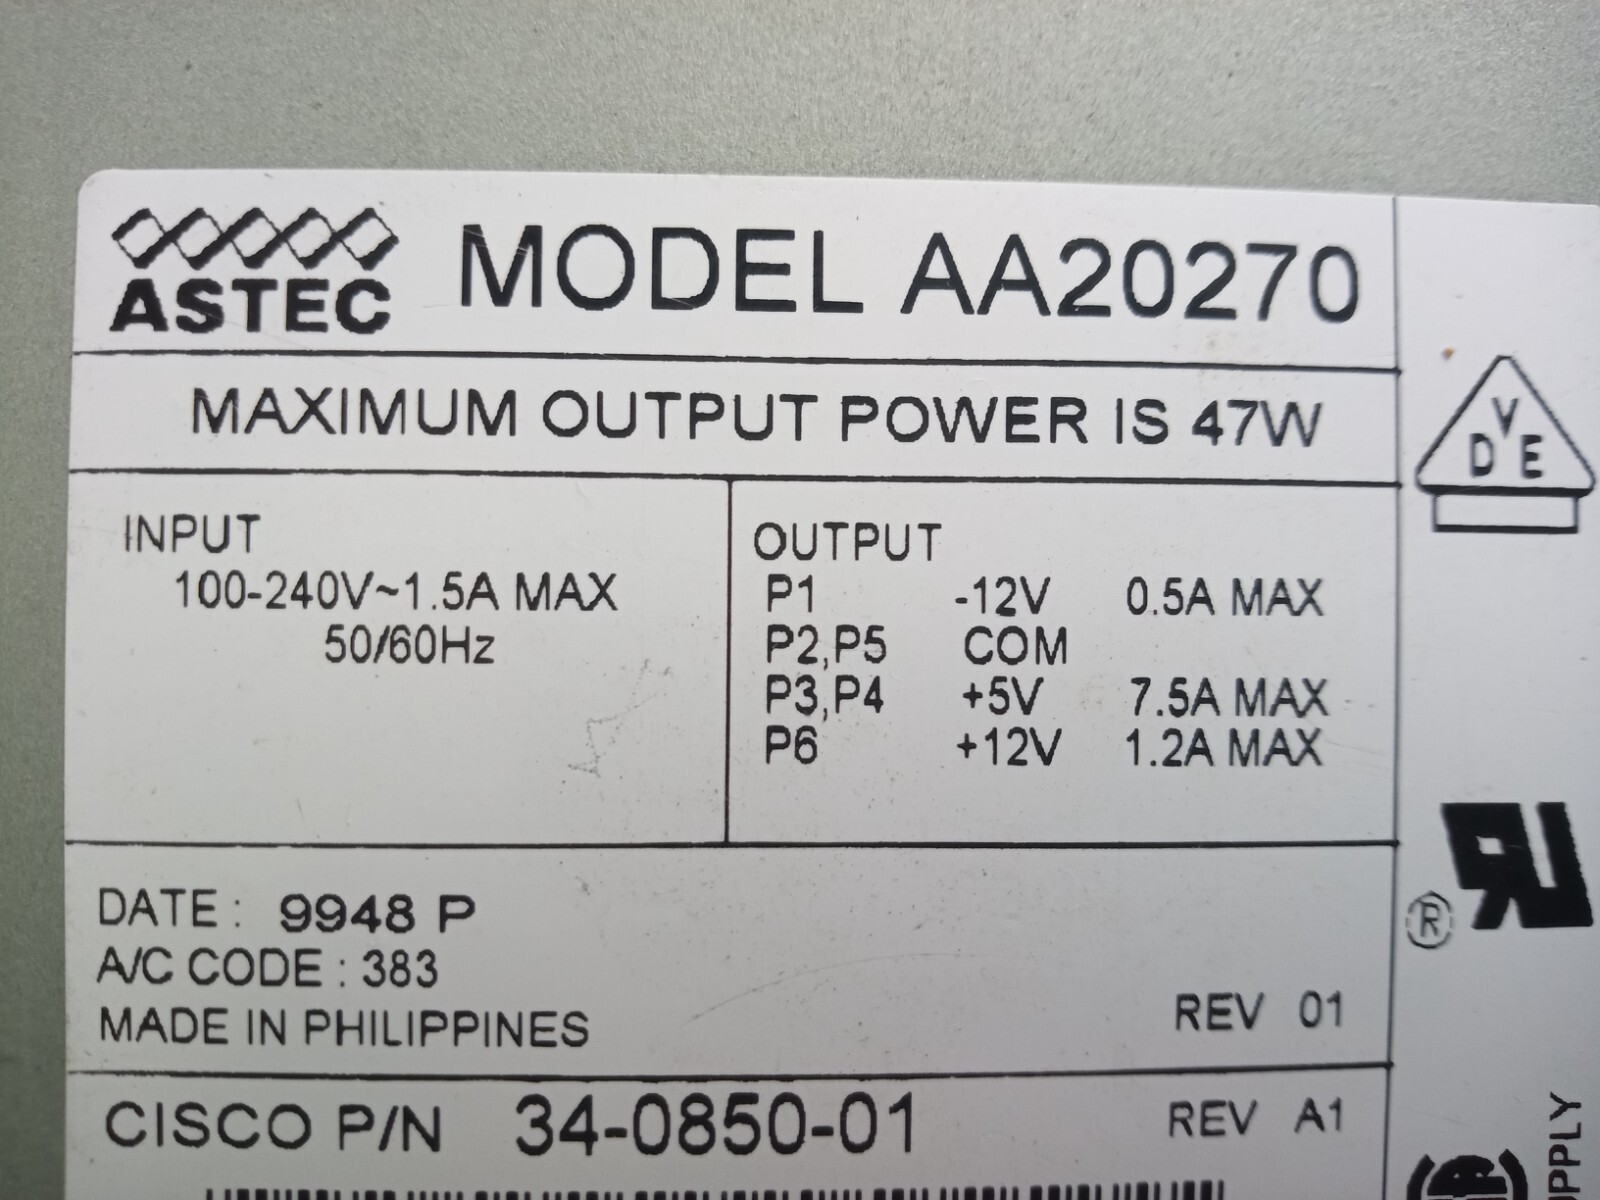 ASTEC MODEL AA20270
MAXIMUM OUTPUT POWER IS 47W
INPUT
100-240V~1.5A MAX
50/60Hz
OUTPUT
P1 -12V 0.5A MAX
P2,P5 COM
P3,P4 +5V 7.5A MAX
P6 +12V 1.2A MAX
DATE: 9948 P
A/C CODE : 383
MADE IN PHILIPPINES
REV 01
CISCO P/N 34-0850-01 REV A1
VDE
®